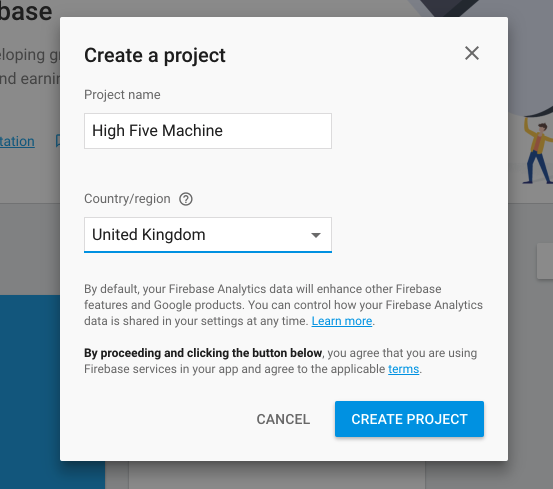 base
Create a project
eloping g
Project name
nd earnin
High Five Machine
tation
Country/region
United Kingdom
By default, your Firebase Analytics data will enhance other Firebase
features and Google products. You can control how your Firebase Analytics
data is shared in your settings at any time. Learn more.
By proceeding and clicking the button below, you agree that you are using
Firebase services in your app and agree to the applicable terms.
CANCEL
CREATE PROJECT